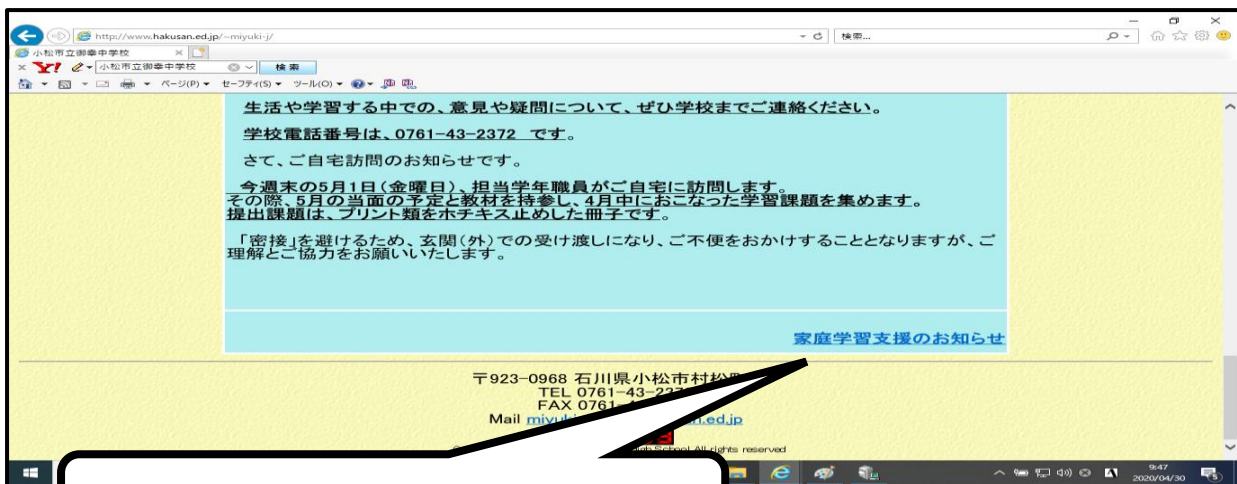 http://www.hakusan.ed.jp/~miyuki-j/
検索...
小松市立御幸中学校
小松市立御幸中学校
検索
ページ(P) セーフティ(S) ツール(O)
生活や学習する中での、意見や疑問について、ぜひ学校までご連絡ください。
学校電話番号は、0761-43-2372 です。
さて、ご自宅訪問のお知らせです。
今週末の5月1日(金曜日)、担当学年職員がご自宅に訪問します。
その際、5月の当面の予定と教材を持参し、4月中におこなった学習課題を集めます。
提出課題は、プリント類をホチキス止めした冊子です。
「密接」を避けるため、玄関(外)での受け渡しになり、ご不便をおかけすることとなりますが、ご
理解とご協力をお願いいたします。
家庭学習支援のお知らせ
〒923-0968 石川県小松市村松
TEL 0761-43-
FAX 0761-
Mail
School All rights reserved
9:47
2020/04/30